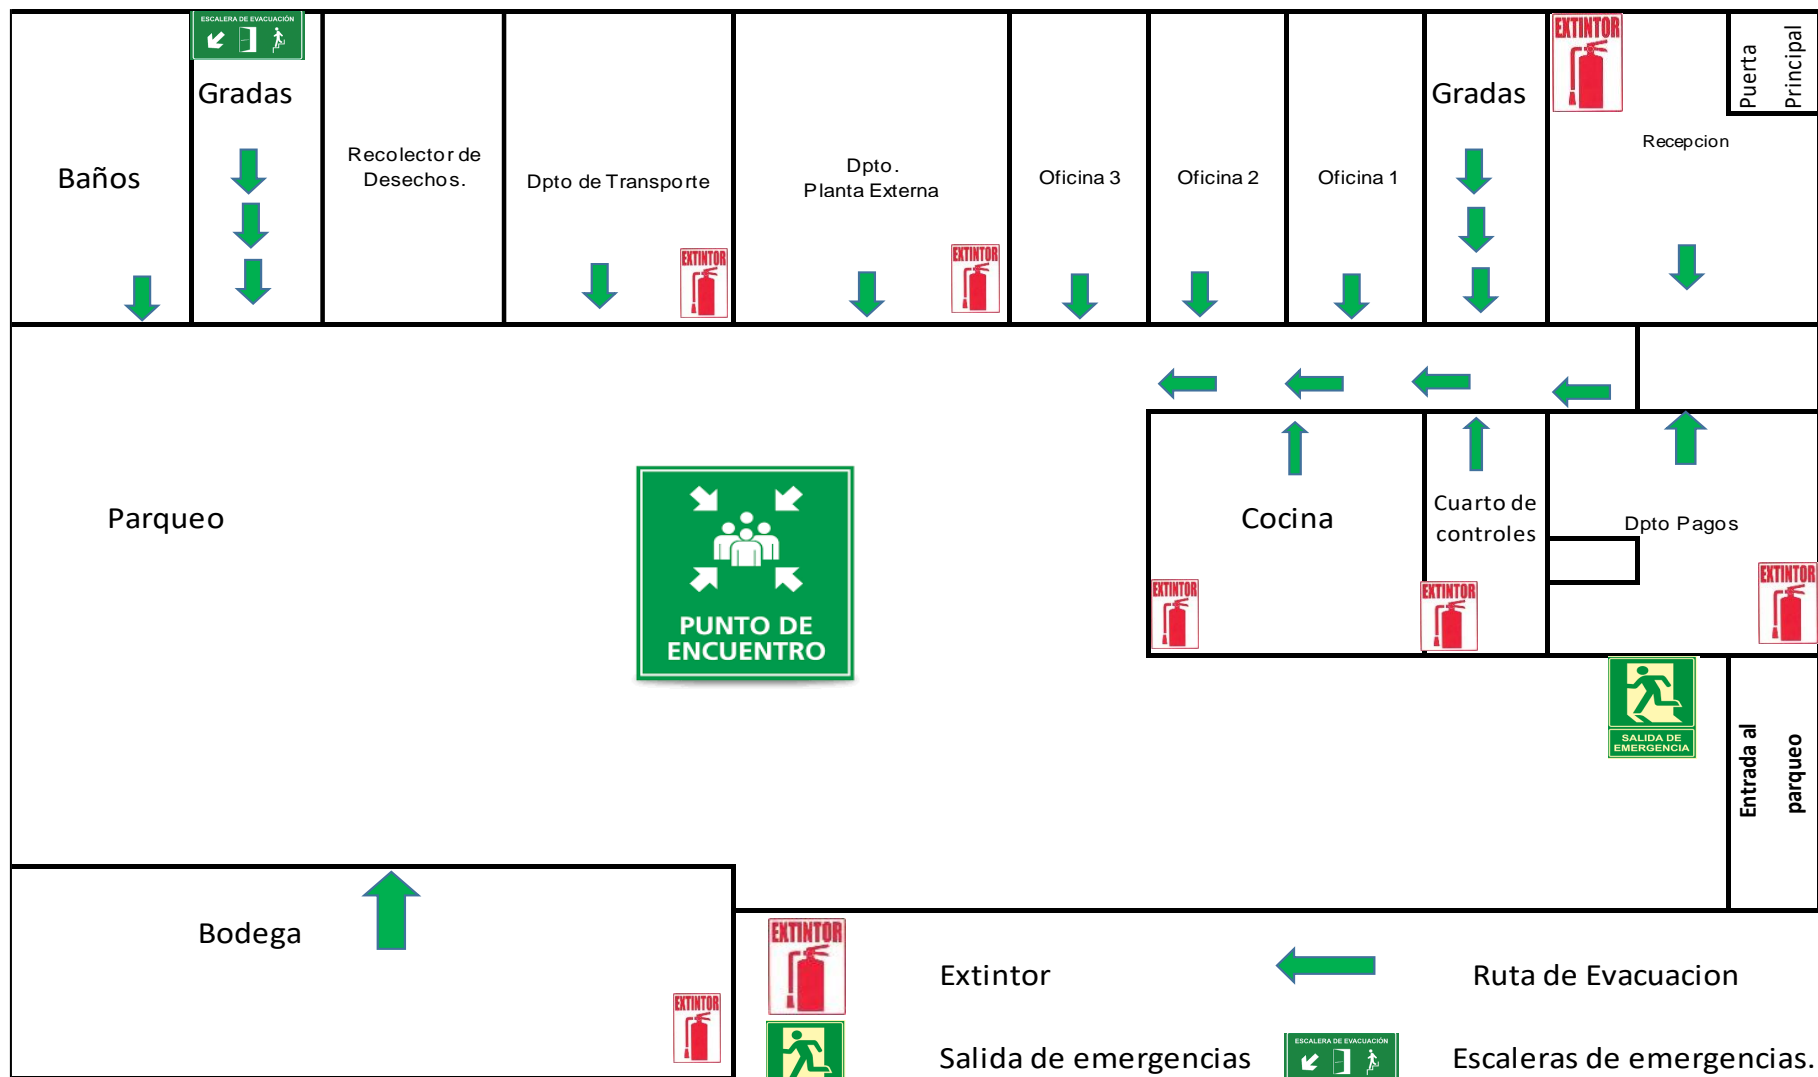 ESCALERA DE EVACUACIÓN
Gradas
Baños
Recolector de
Desechos.
Dpto de Transporte
EXTINTOR
Dpto.
Planta Externa
EXTINTOR
Oficina 3
Oficina 2
Oficina 1
Gradas
EXTINTOR
Recepcion
Puerta
Principal
Parqueo
PUNTO DE
ENCUENTRO
Cocina
EXTINTOR
Cuarto de
controles
EXTINTOR
Dpto Pagos
EXTINTOR
SALIDA DE
EMERGENCIA
Entrada al
parqueo
Bodega
EXTINTOR
EXTINTOR
Extintor
Ruta de Evacuacion
Salida de emergencias
ESCALERA DE EVACUACIÓN
Escaleras de emergencias.